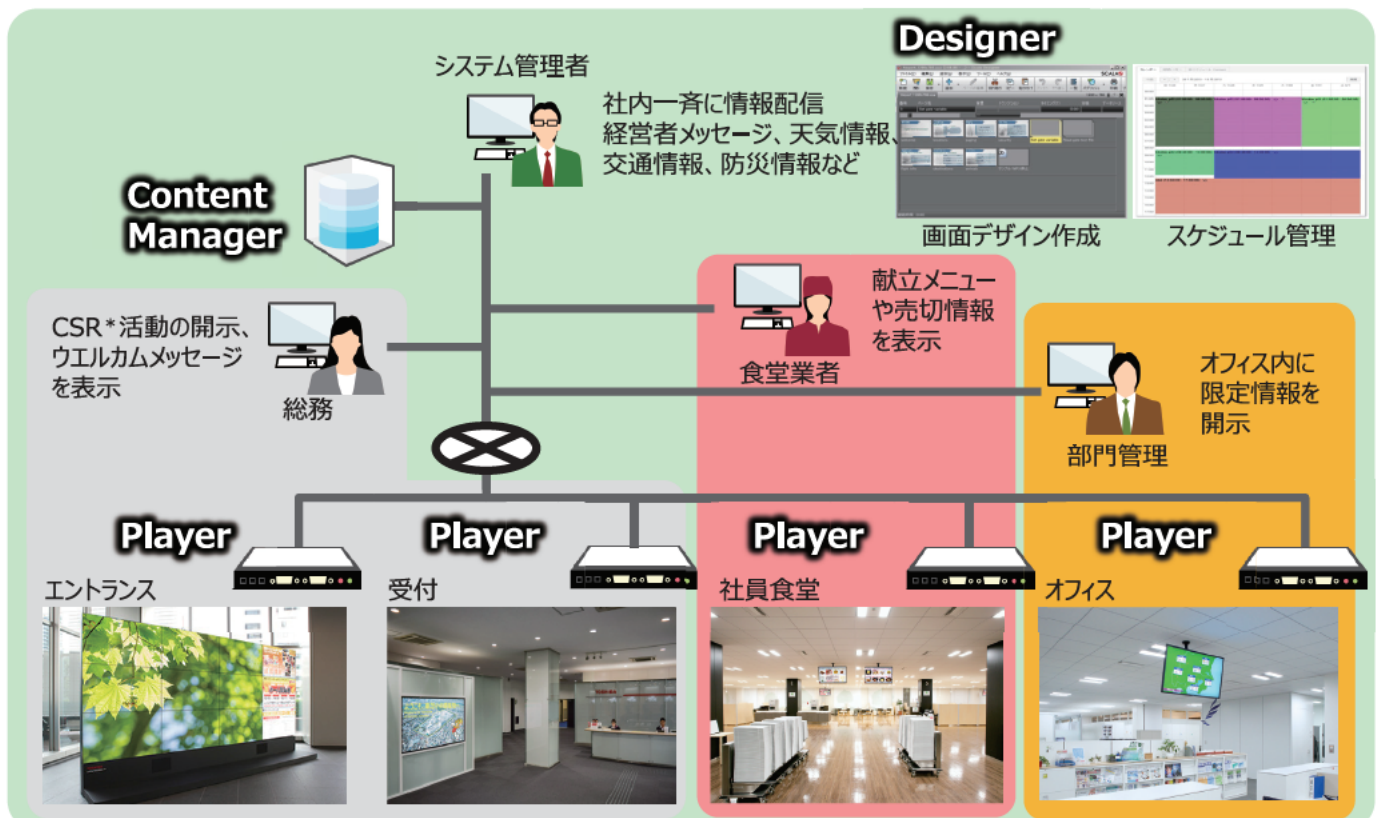 Designer
システム管理者
社内一斉に情報配信
経営者メッセージ、天気情報、
交通情報、防災情報など
SCALA
Content
Manager
画面デザイン作成
スケジュール管理
CSR*活動の開示、
ウエルカムメッセージ
を表示
総務
献立メニュー
や売切情報
を表示
食堂業者
オフィス内に
限定情報を
開示
部門管理
Player
Player
Player
Player
エントランス
受付
社員食堂
オフィス